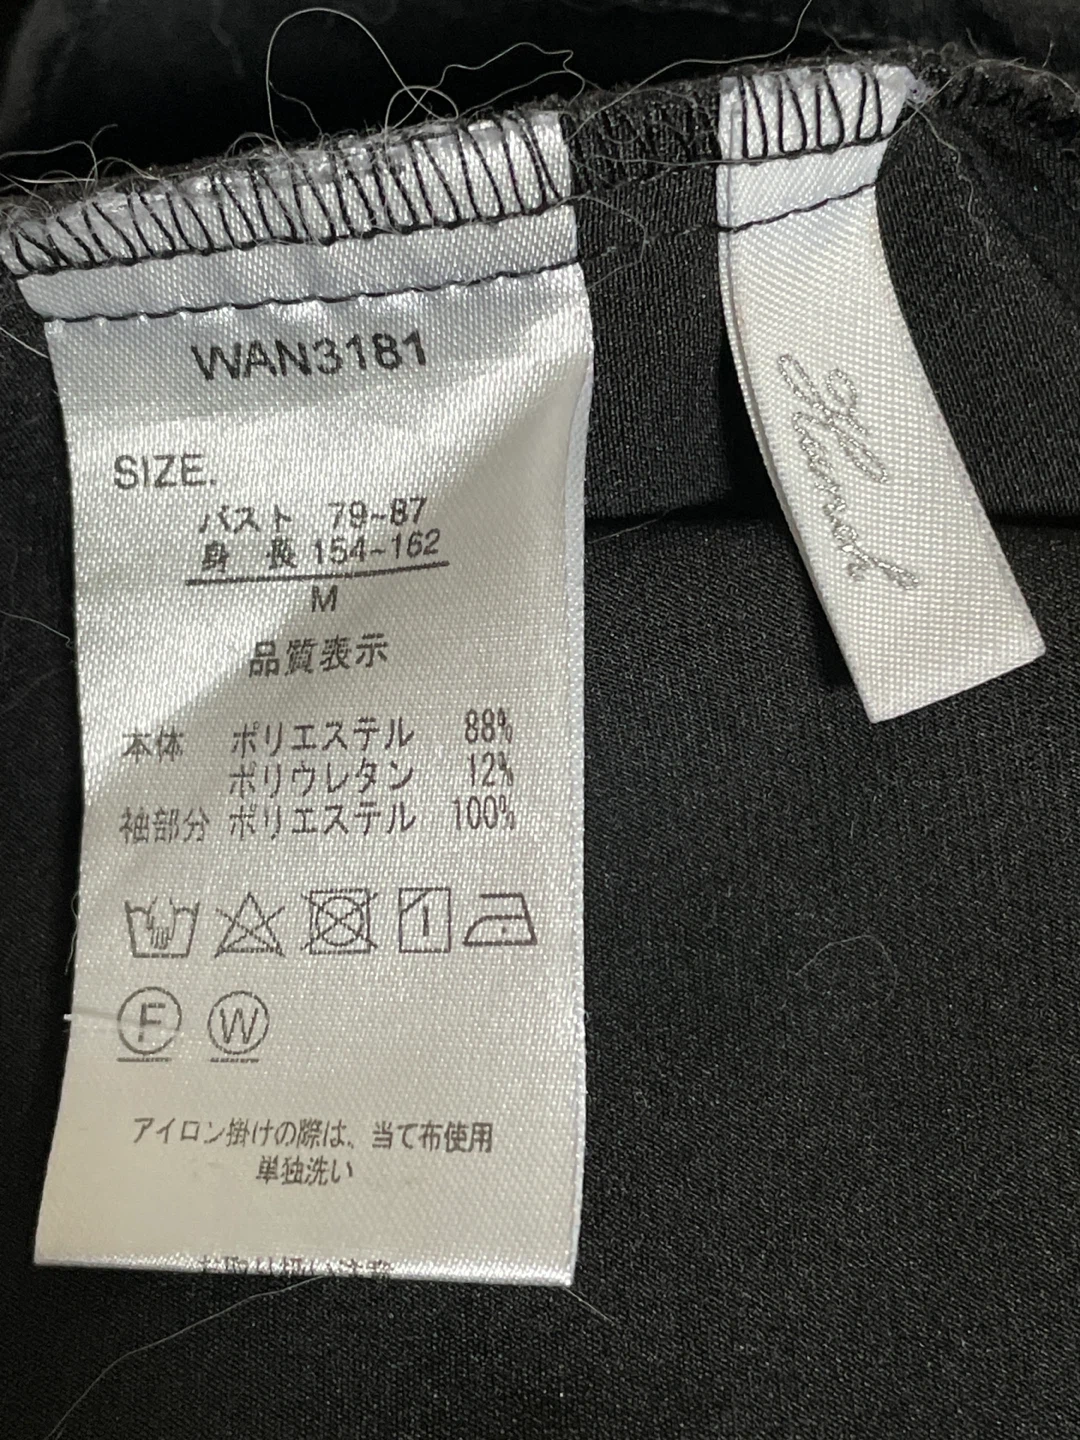 WAN3181
SIZE.
バスト 79~87
身 長 154~162
M
品質表示
本体 ポリエステル 88%
ポリウレタン 12%
袖部分 ポリエステル 100%
F W
アイロン掛けの際は、当て布使用
単独洗い